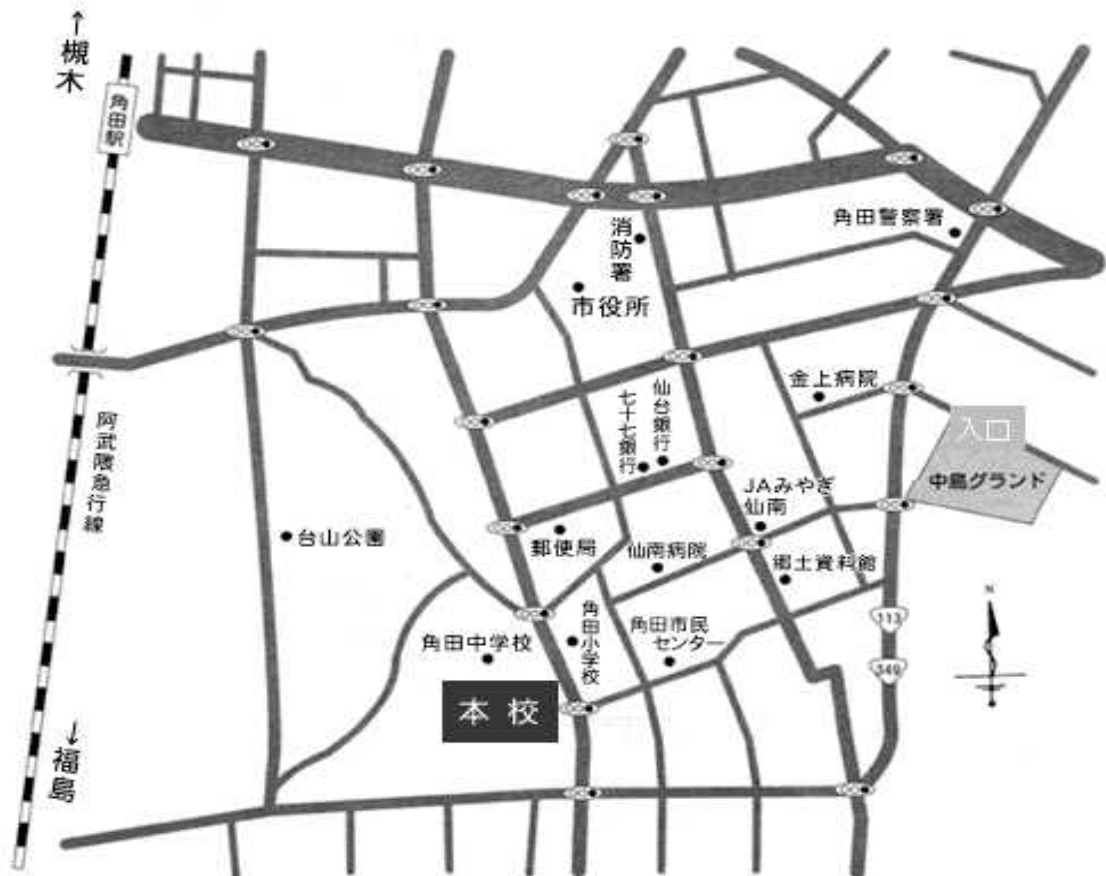 ↑槻木
角田駅
角田警察署
消防署
市役所
金上病院
入口
仙台銀行
七十七銀行
中島グランド
JAみやぎ
仙南
阿武隈急行線
台山公園
郵便局
仙南病院
郷土資料館
N
113
349
角田小学校
角田市民
センター
角田中学校
本校
↓福島